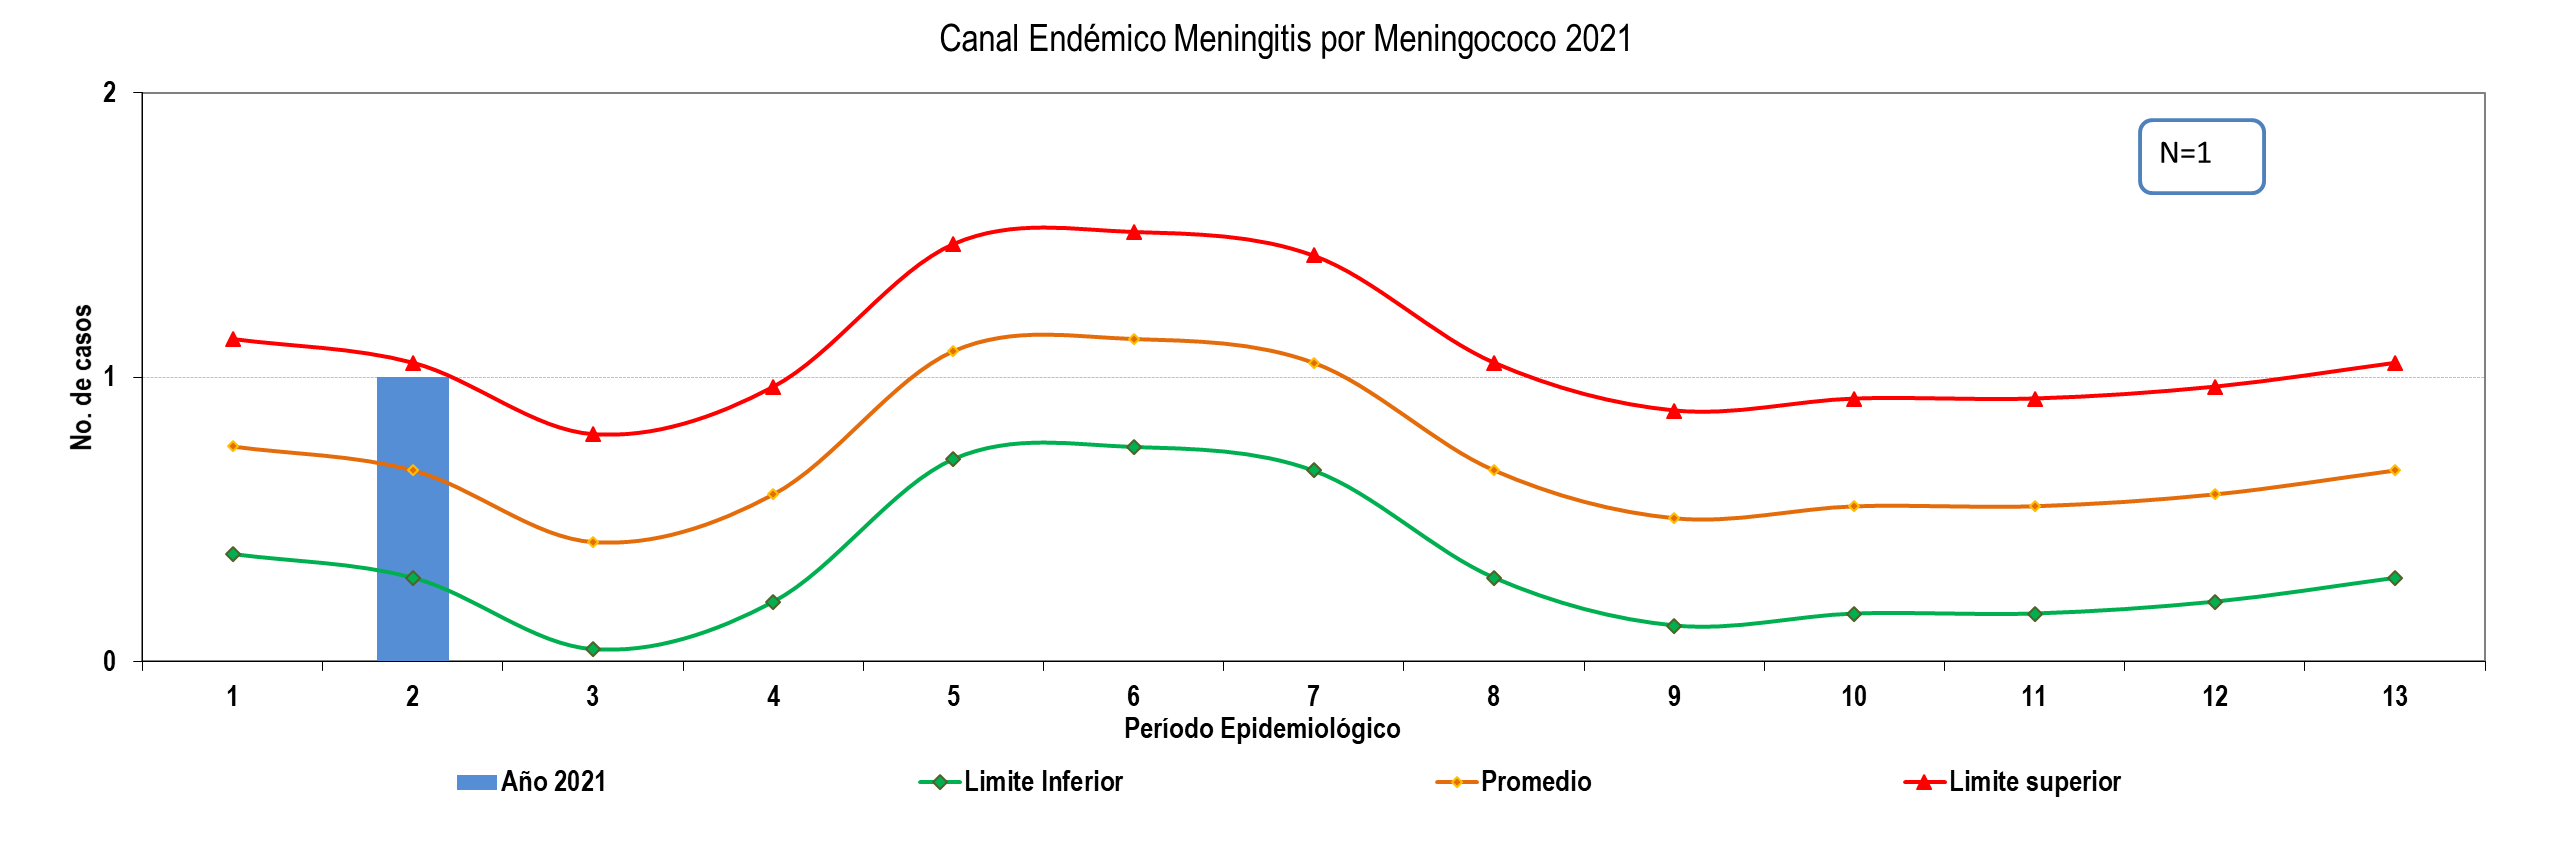 Canal Endémico Meningitis por Meningococo 2021
2
1
0
No. de casos
N=1
1 2 3 4 5 6 7 8 9 10 11 12 13
Período Epidemiológico
Año 2021 Limite Inferior Promedio Limite superior